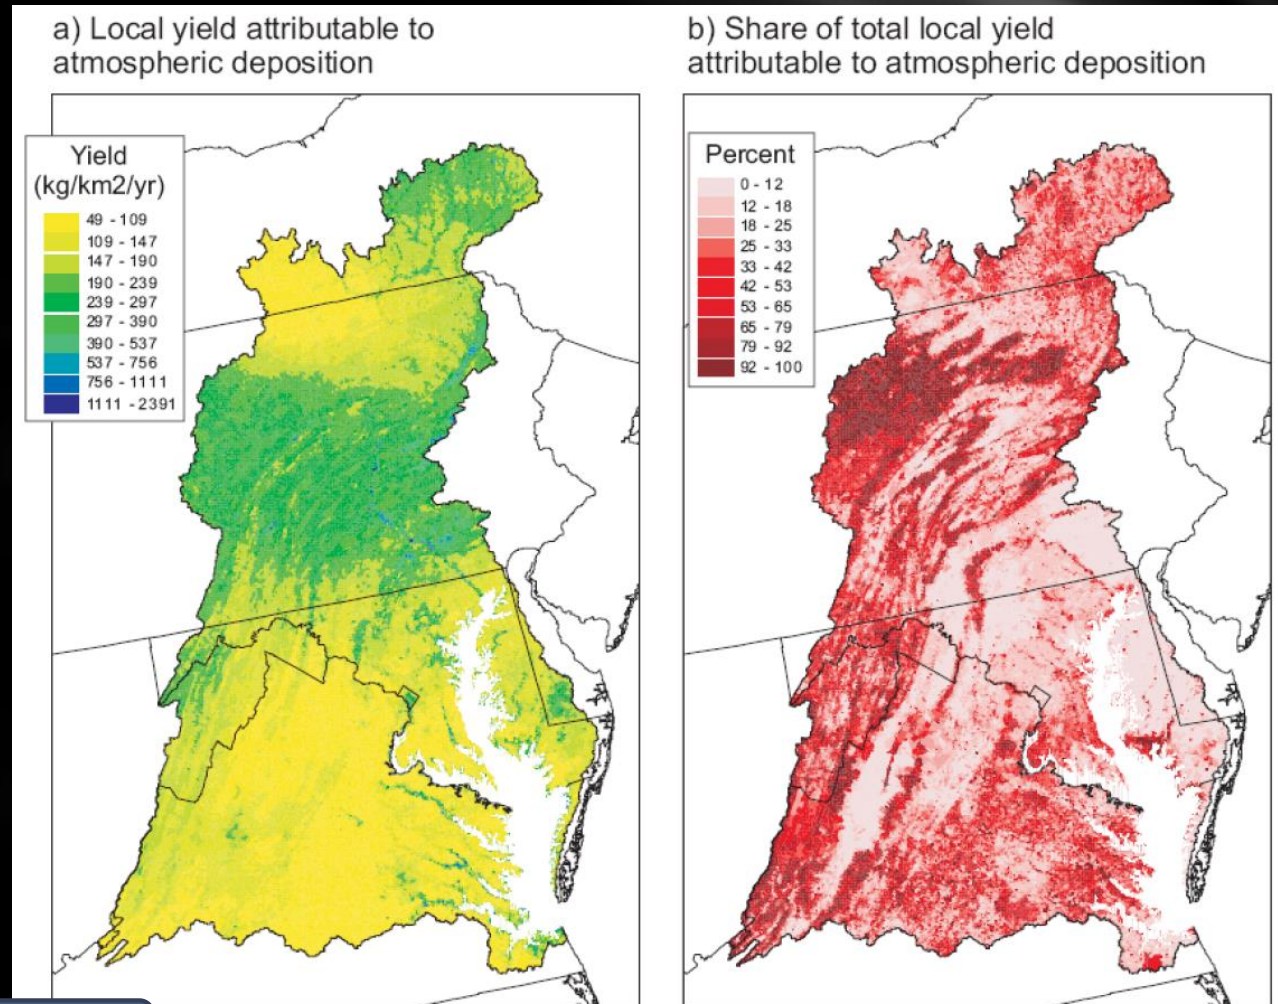 a) Local yield attributable to
atmospheric deposition
Yield
(kg/km2/yr)
49 - 109
109 - 147
147 - 190
190 - 239
239 - 297
297 - 390
390 - 537
537 - 756
756 - 1111
1111 - 2391
b) Share of total local yield
attributable to atmospheric deposition
Percent
0 - 12
12 - 18
18 - 25
25 - 33
33 - 42
42 - 53
53 - 65
65 - 79
79 - 92
92 - 100